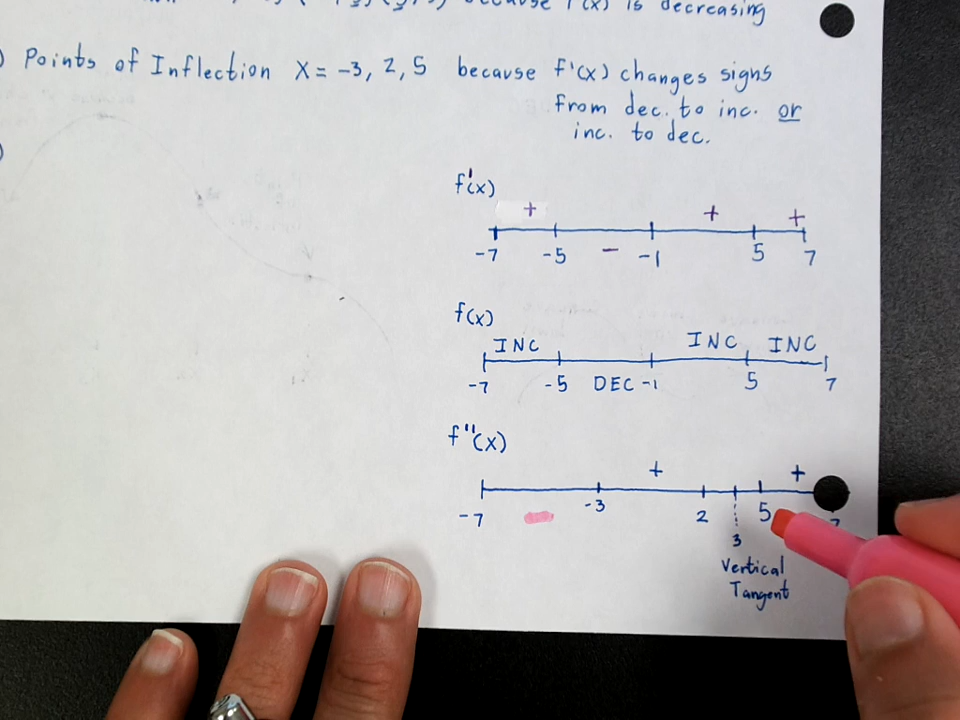 because f'(x) is decreasing
) Points of Inflection x = -3, 2, 5 because f'(x) changes signs
from dec. to inc. or
inc. to dec.
)
f'(x)
+ + +
-7 -5 − -1 5 7
f(x)
INC INC INC
-7 -5 DEC -1 5 7
f''(x)
+ +
-7 − -3 2 5 7
3
Vertical
Tangent